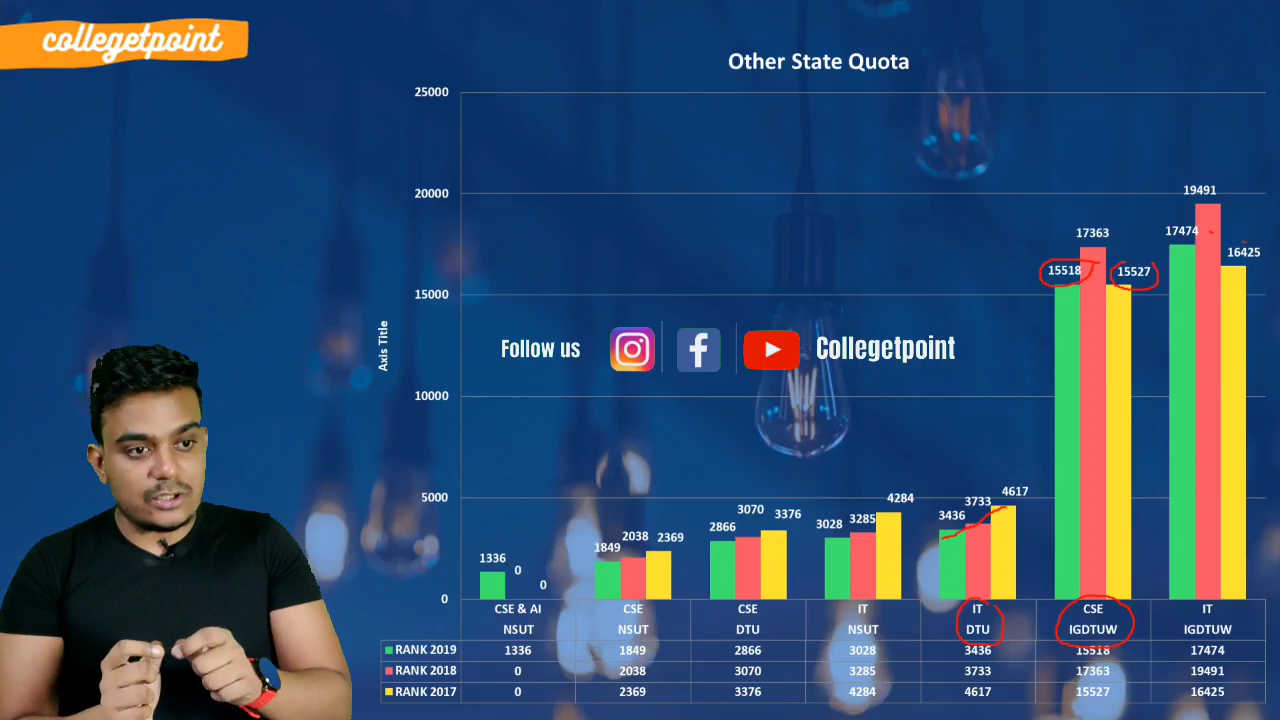 collegetpoint
Other State Quota
25000
20000
15000
10000
5000
0
Axis Title
1336
0
0
1849
2038
2369
2866
3070
3376
3028
3285
4284
3436
3733
4617
15518
17363
15527
17474
19491
16425
Follow us
Collegetpoint
CSE & AI CSE CSE IT IT CSE IT
NSUT NSUT DTU NSUT DTU IGDTUW IGDTUW
RANK 2019 1336 1849 2866 3028 3436 15518 17474
RANK 2018 0 2038 3070 3285 3733 17363 19491
RANK 2017 0 2369 3376 4284 4617 15527 16425